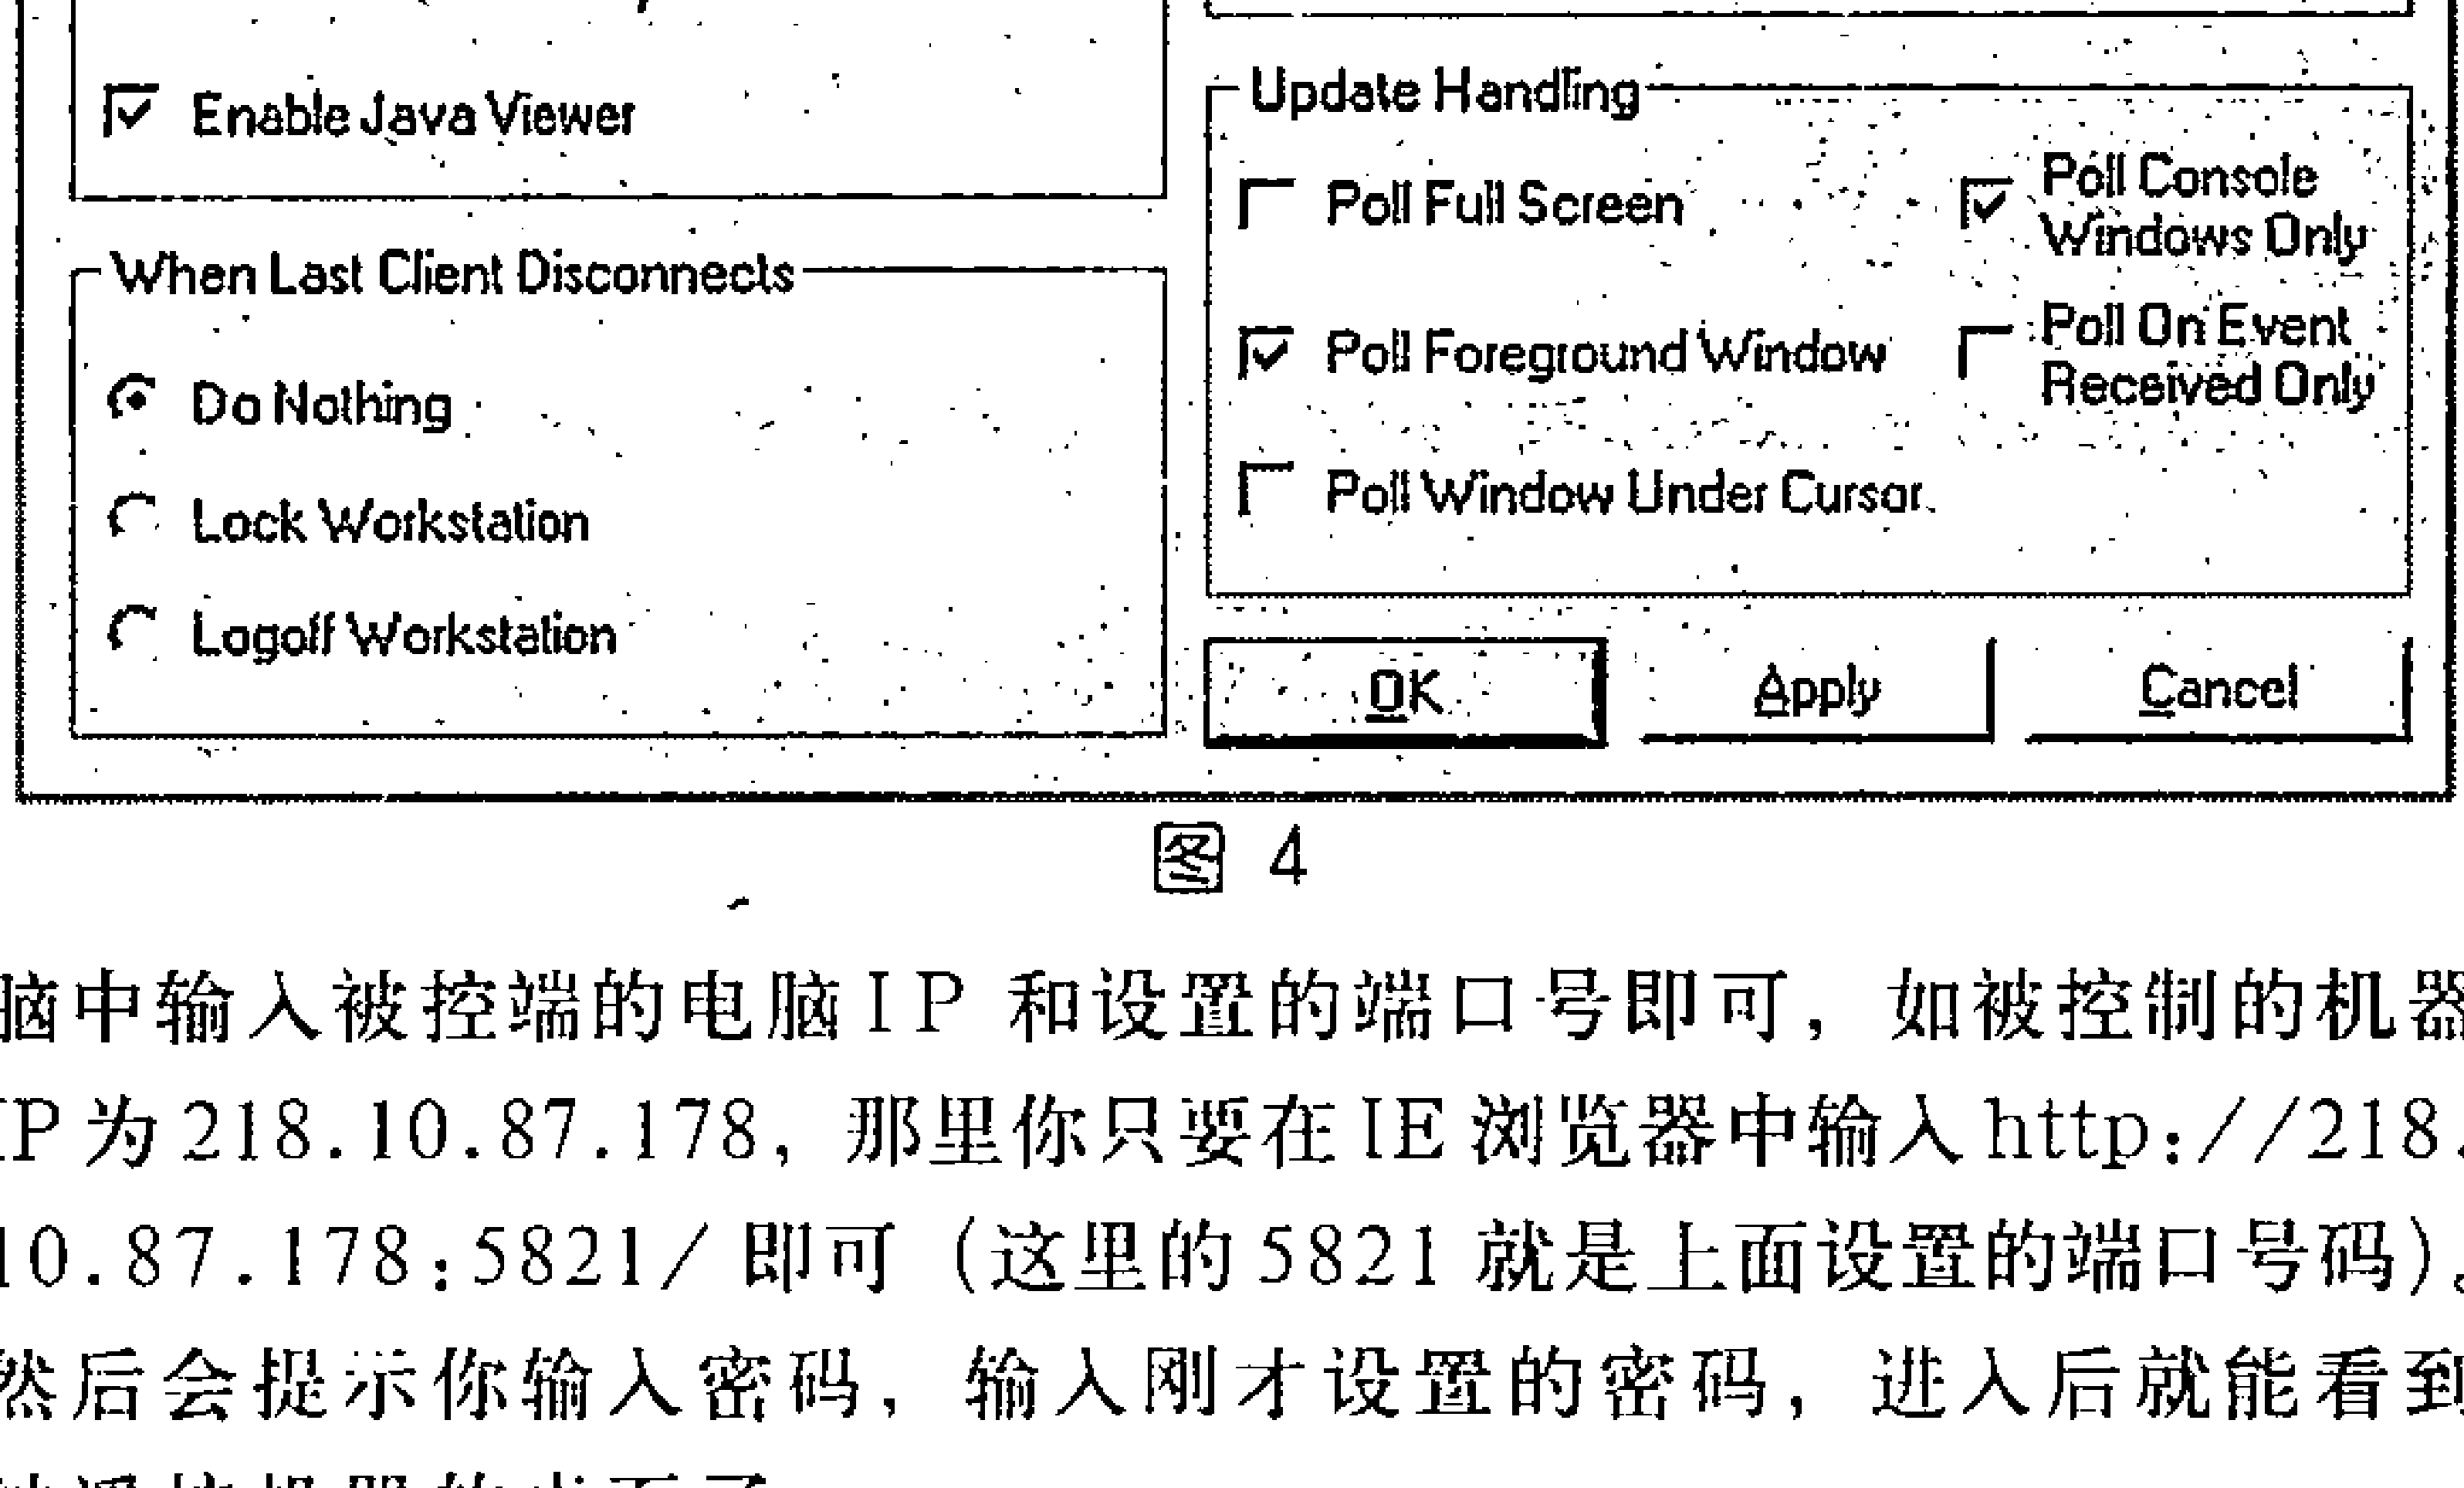 Enable Java Viewer
When Last Client Disconnects
Do Nothing
Lock Workstation
Logoff Workstation
Update Handling
Poll Full Screen
Poll Console
Windows Only
Poll Foreground Window
Poll On Event
Received Only
Poll Window Under Cursor
OK
Apply
Cancel
图 4
脑中输入被控端的电脑IP 和设置的端口号即可，如被控制的机器
IP为218.10.87.178，那里你只要在IE浏览器中输入http://218.
10.87.178:5821/即可（这里的5821就是上面设置的端口号码）。
然后会提示你输入密码，输入刚才设置的密码，进入后就能看到